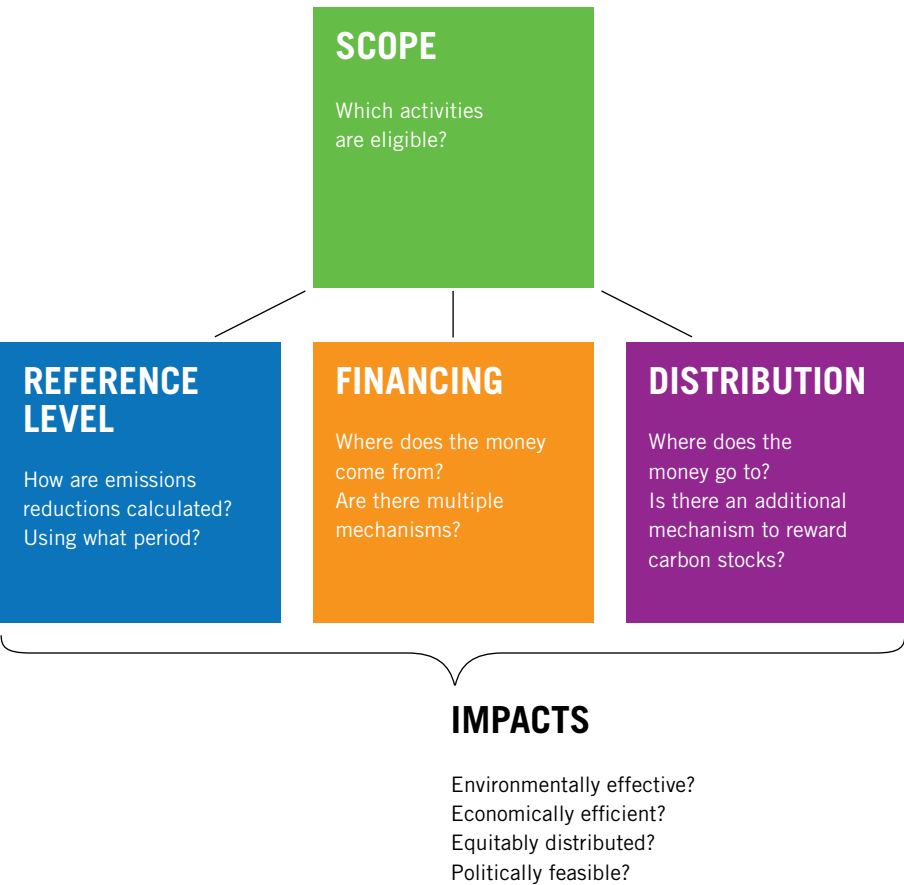 SCOPE
Which activities
are eligible?
REFERENCE
LEVEL
How are emissions
reductions calculated?
Using what period?
FINANCING
Where does the money
come from?
Are there multiple
mechanisms?
DISTRIBUTION
Where does the
money go to?
Is there an additional
mechanism to reward
carbon stocks?
IMPACTS
Environmentally effective?
Economically efficient?
Equitably distributed?
Politically feasible?